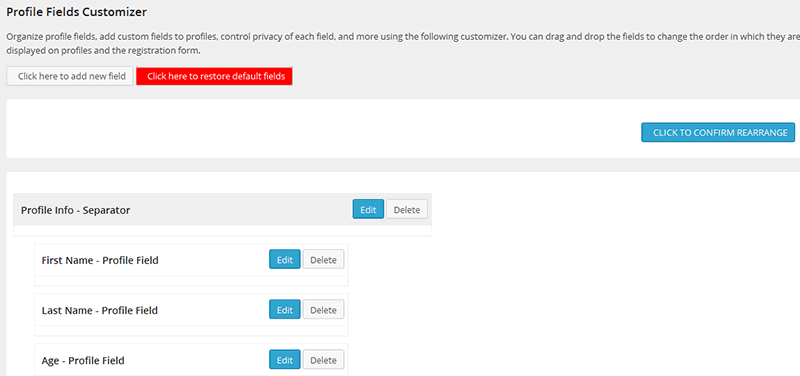 Profile Fields Customizer
Organize profile fields, add custom fields to profiles, control privacy of each field, and more using the following customizer. You can drag and drop the fields to change the order in which they are
displayed on profiles and the registration form.
Click here to add new field Click here to restore default fields
CLICK TO CONFIRM REARRANGE
Profile Info - Separator Edit Delete
First Name - Profile Field Edit Delete
Last Name - Profile Field Edit Delete
Age - Profile Field Edit Delete